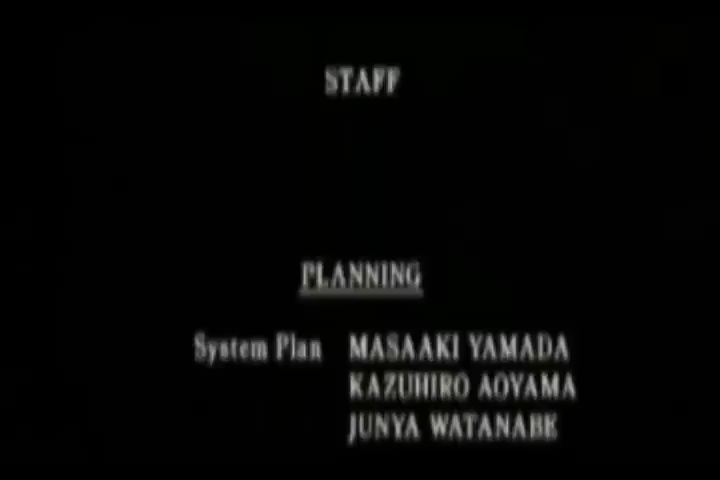 STAFF
PLANNING
System Plan MASAAKI YAMADA
KAZUHIRO AOYAMA
JUNYA WATANABE